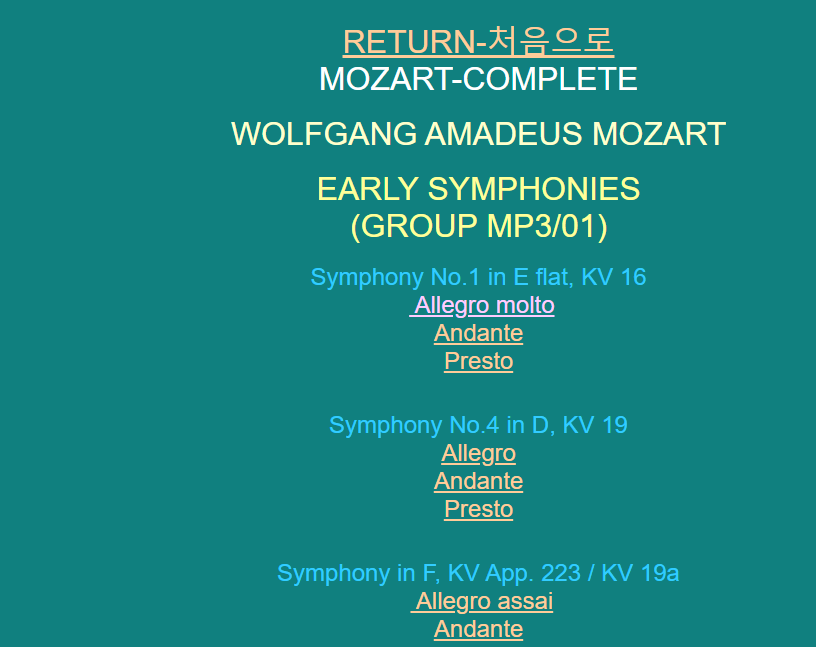 RETURN-처음으로
MOZART-COMPLETE
WOLFGANG AMADEUS MOZART
EARLY SYMPHONIES
(GROUP MP3/01)
Symphony No.1 in E flat, KV 16
Allegro molto
Andante
Presto
Symphony No.4 in D, KV 19
Allegro
Andante
Presto
Symphony in F, KV App. 223 / KV 19a
Allegro assai
Andante